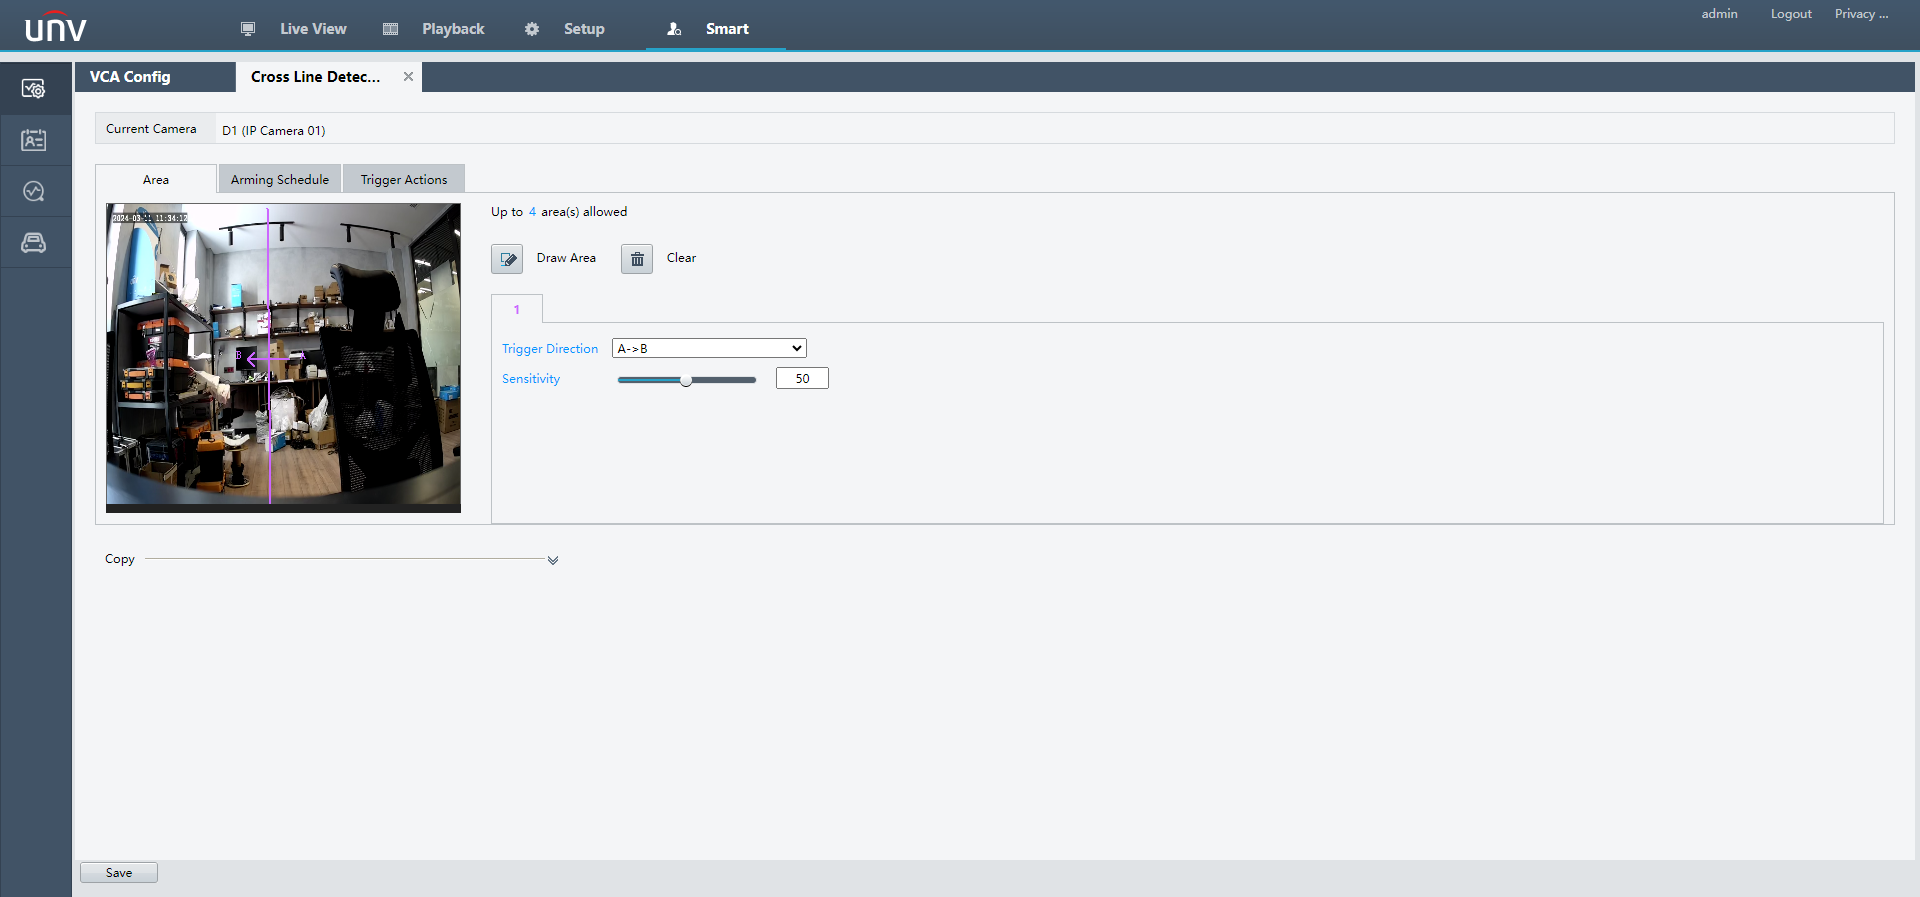 unv
Live View
Playback
Setup
Smart
admin
Logout
Privacy ...
VCA Config
Cross Line Detec...
Current Camera
D1 (IP Camera 01)
Area
Arming Schedule
Trigger Actions
2024-03-11 11:34:12
B
A
Up to 4 area(s) allowed
Draw Area
Clear
1
Trigger Direction
A->B
Sensitivity
50
Copy
Save